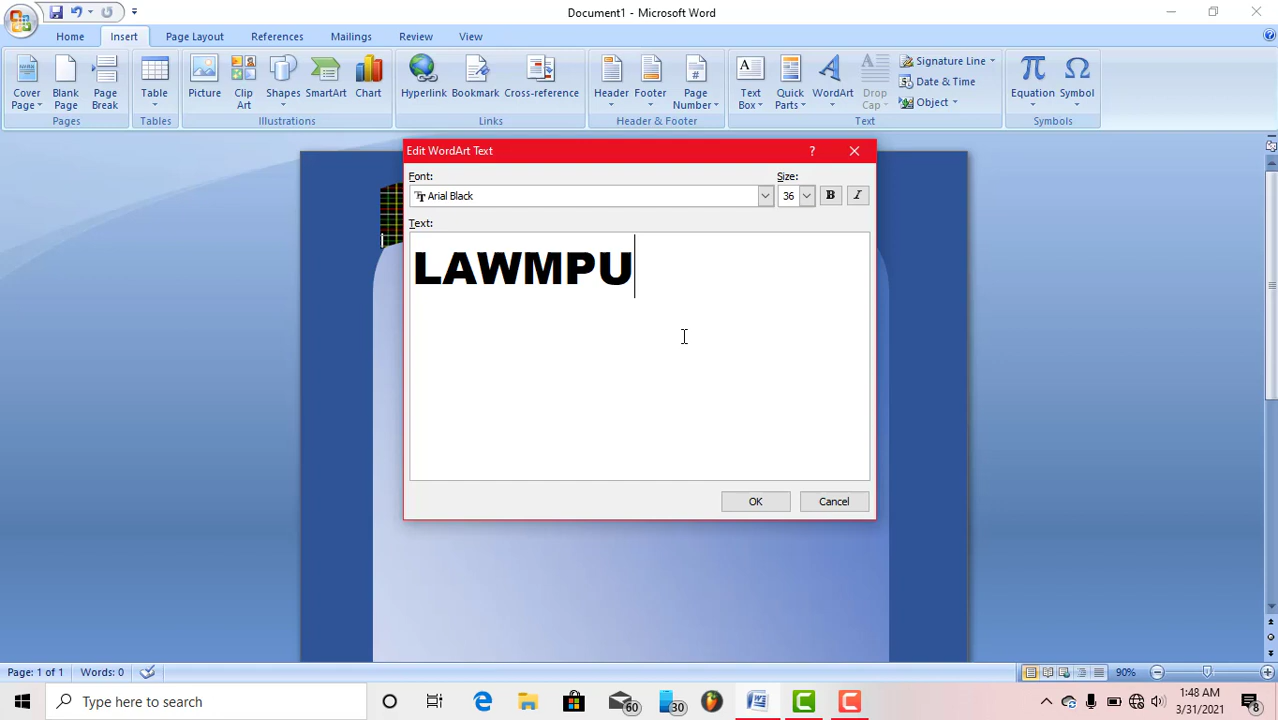 Document1 - Microsoft Word
Home Insert Page Layout References Mailings Review View
Cover Page Blank Page Page Break Table Picture Clip Art Shapes SmartArt Chart Hyperlink Bookmark Cross-reference Header Footer Page Number Text Box Quick Parts WordArt Drop Cap Signature Line Date & Time Object Equation Symbol
Pages Tables Illustrations Links Header & Footer Text Symbols
Edit WordArt Text ?
Font: Size:
Arial Black 36 B I
Text:
LAWMPU
OK Cancel
Page: 1 of 1 Words: 0 90%
Type here to search 60 30 1:48 AM
3/31/2021 8